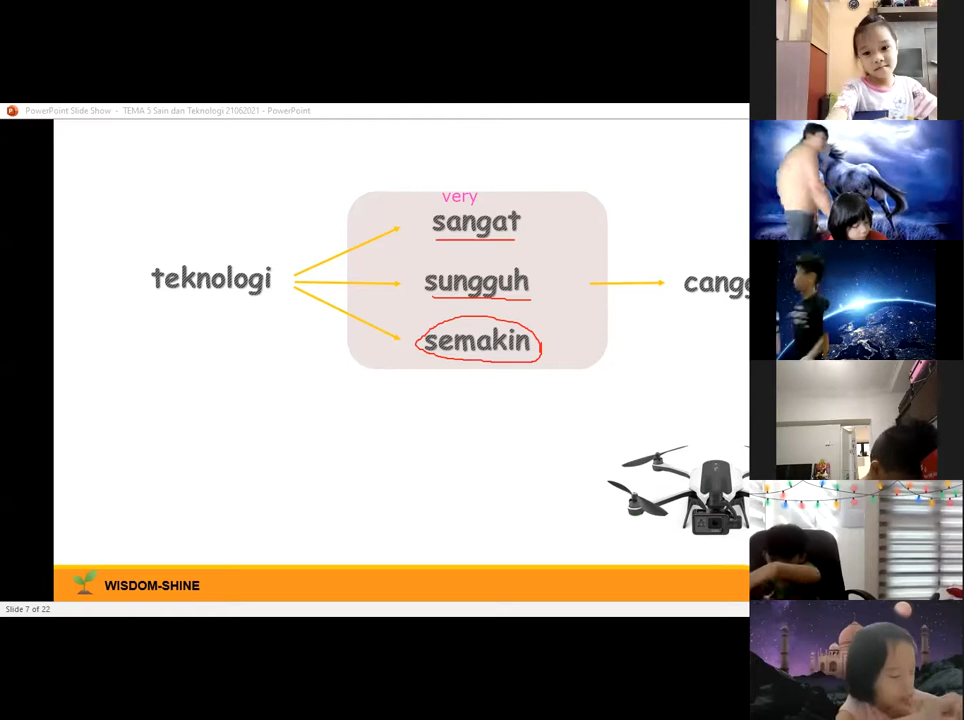 PowerPoint Slide Show - TEMA 5 Sain dan Teknologi 21062021 - PowerPoint
very
sangat
teknologi
sungguh
semakin
WISDOM-SHINE
Slide 7 of 22